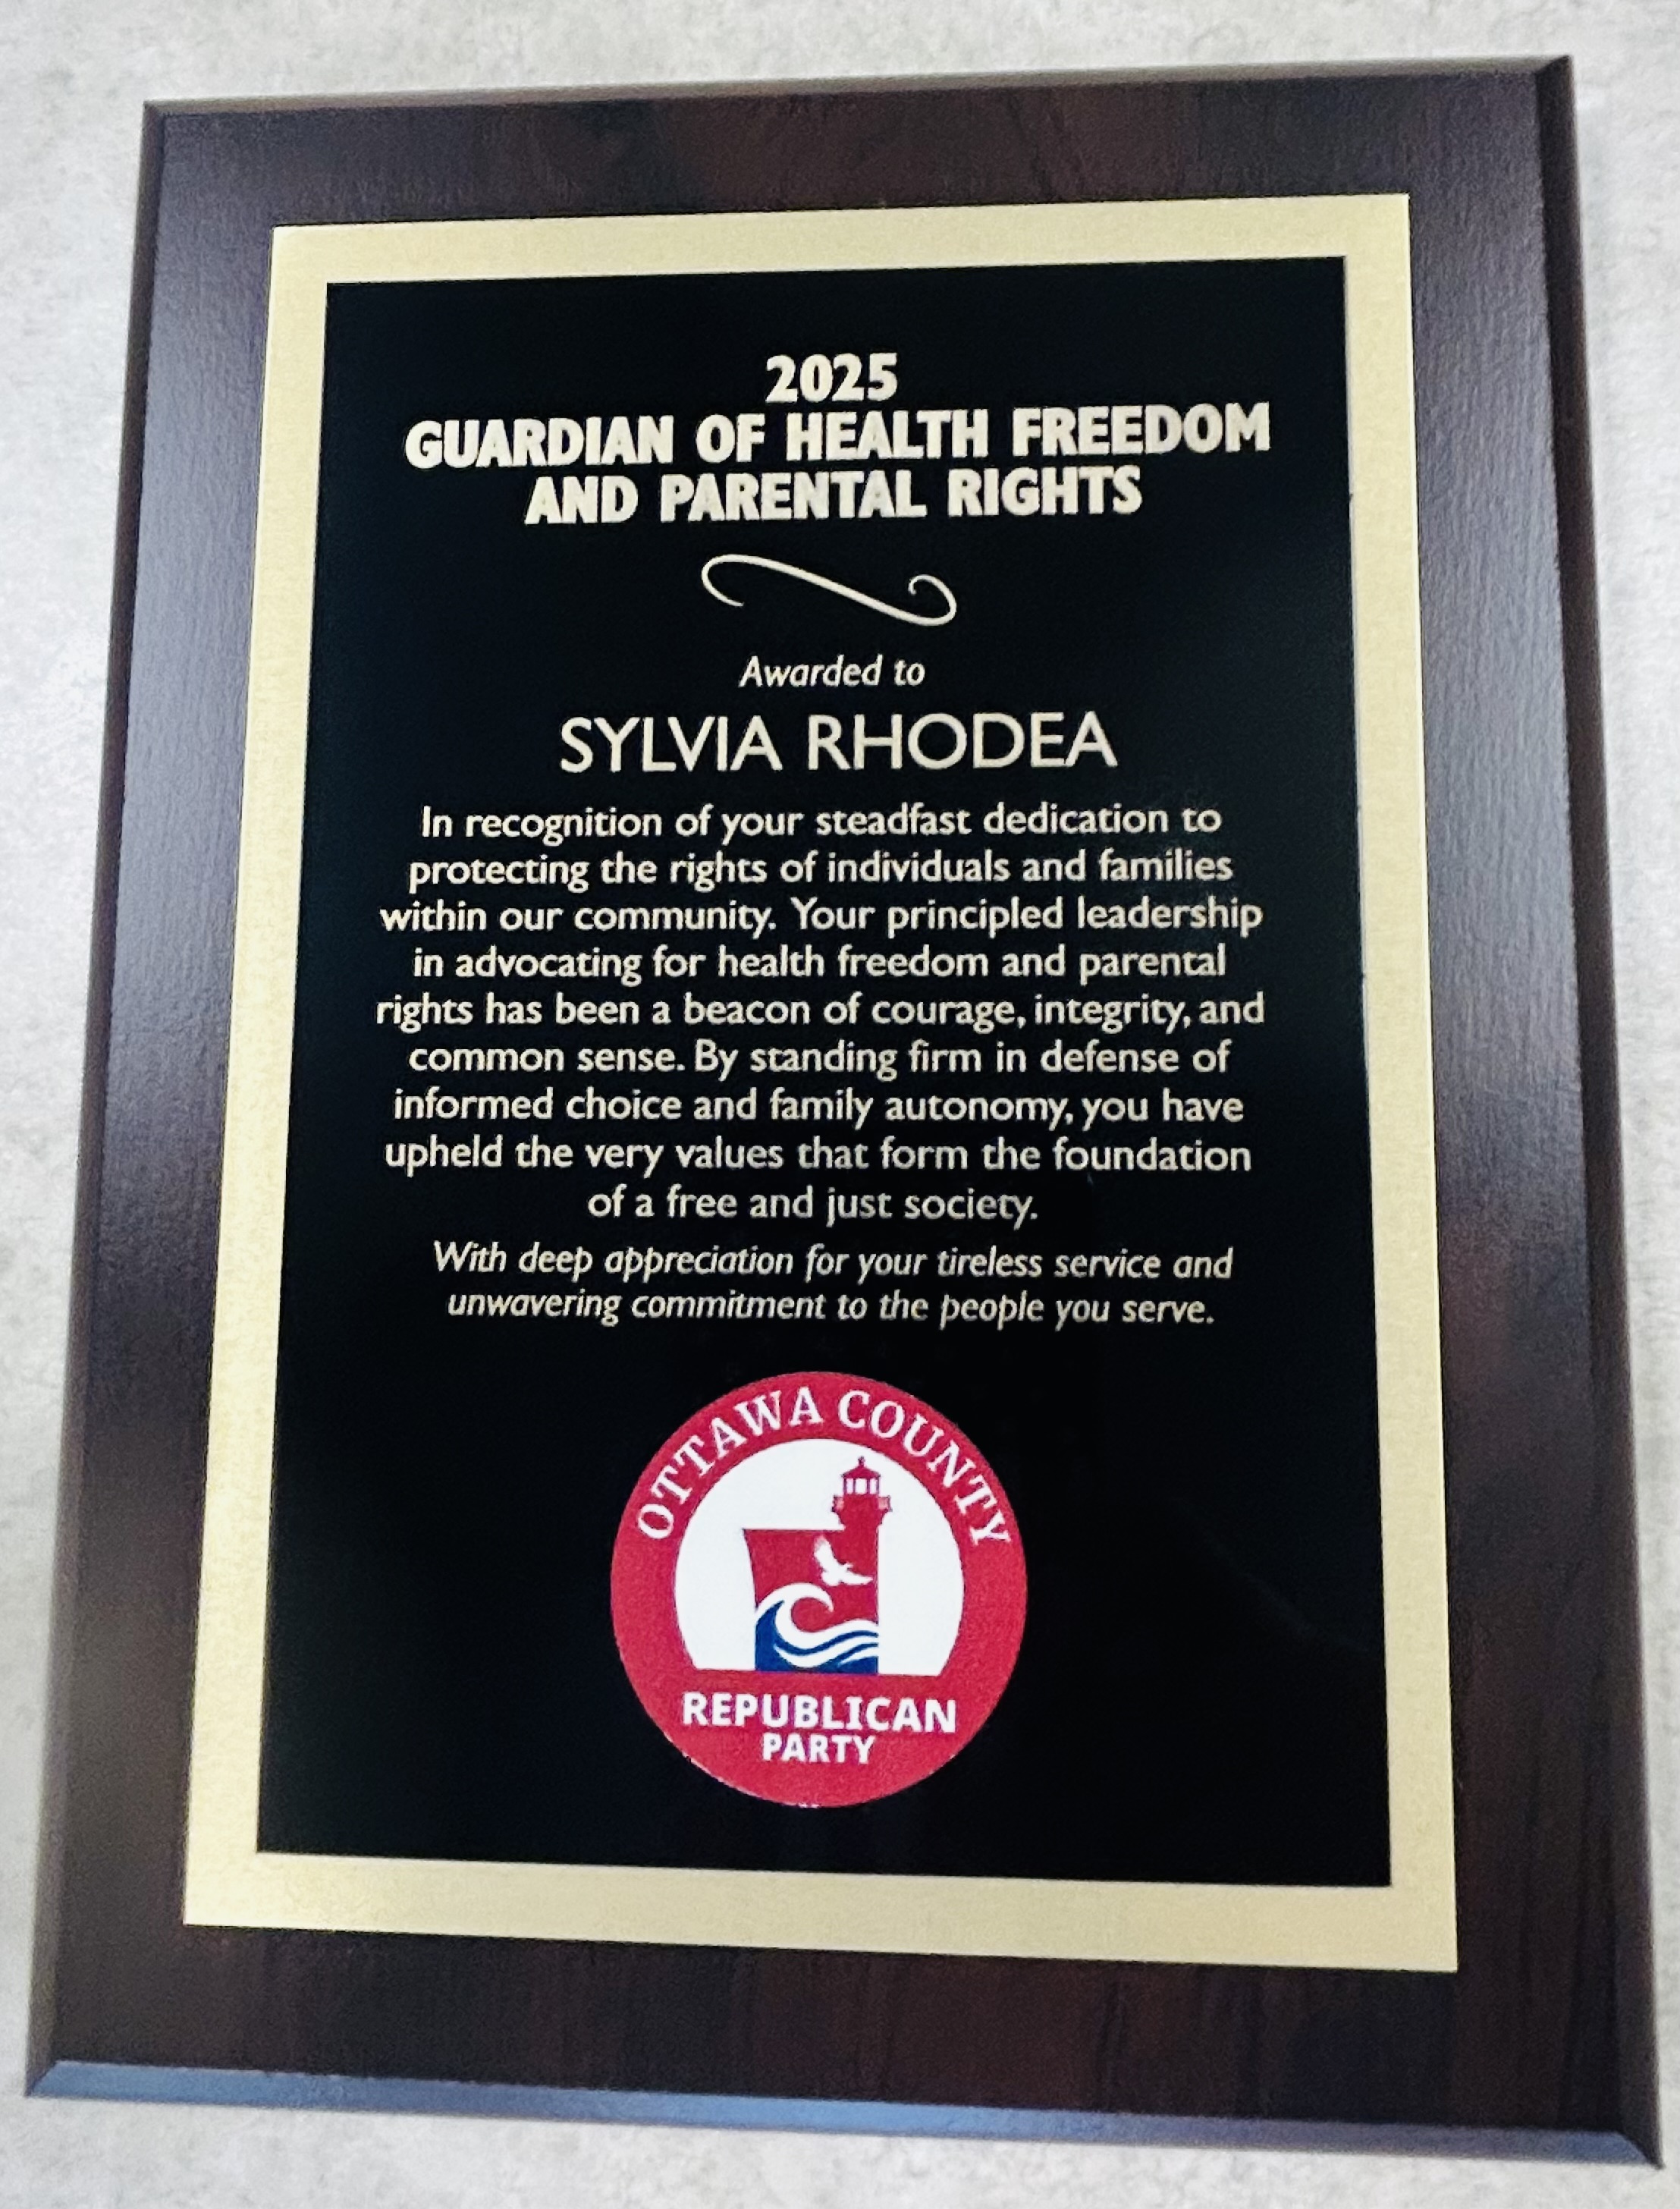 2025
GUARDIAN OF HEALTH FREEDOM
AND PARENTAL RIGHTS
Awarded to
SYLVIA RHODEA
In recognition of your steadfast dedication to
protecting the rights of individuals and families
within our community. Your principled leadership
in advocating for health freedom and parental
rights has been a beacon of courage, integrity, and
common sense. By standing firm in defense of
informed choice and family autonomy, you have
upheld the very values that form the foundation
of a free and just society.
With deep appreciation for your tireless service and
unwavering commitment to the people you serve.
OTTAWA COUNTY
REPUBLICAN
PARTY